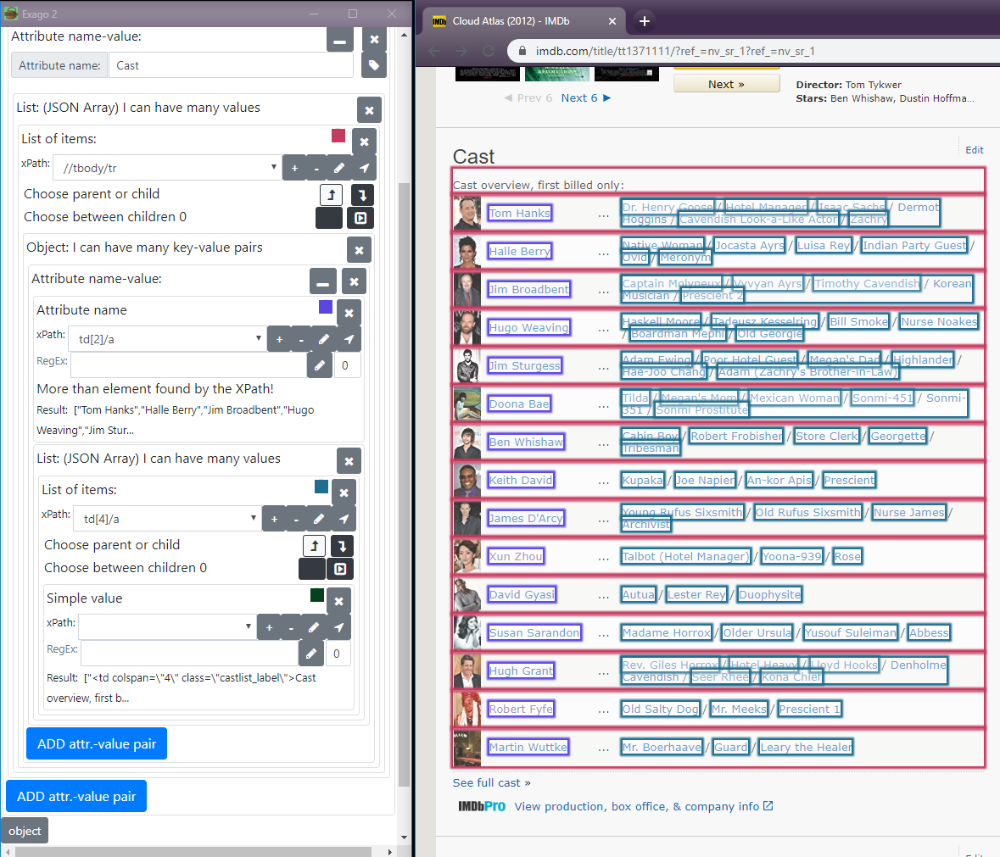 Exago 2
Attribute name-value:
Attribute name: Cast
List: (JSON Array) I can have many values
List of items:
xPath: //tbody/tr + -
Choose parent or child
Choose between children 0
Object: I can have many key-value pairs
Attribute name-value:
Attribute name
xPath: td[2]/a + -
RegEx: 0
More than element found by the XPath!
Result: ["Tom Hanks","Halle Berry","Jim Broadbent","Hugo
Weaving","Jim Stur...
List: (JSON Array) I can have many values
List of items:
xPath: td[4]/a + -
Choose parent or child
Choose between children 0
Simple value
xPath: + -
RegEx: 0
Result: ["<td colspan=\"4\" class=\"castlist_label\">Cast
overview, first b...
ADD attr.-value pair
ADD attr.-value pair
object
IMDb Cloud Atlas (2012) - IMDb
imdb.com/title/tt1371111/?ref_=nv_sr_1?ref_=nv_sr_1
REVOLUTION
◀ Prev 6 Next 6 ▶
Next »
Director: Tom Tykwer
Stars: Ben Whishaw, Dustin Hoffma...
Edit
Cast
Cast overview, first billed only:
Tom Hanks ... Dr. Henry Goose / Hotel Manager / Isaac Sachs / Dermot
Hoggins / Cavendish Look-a-Like Actor / Zachry
Halle Berry ... Native Woman / Jocasta Ayrs / Luisa Rey / Indian Party Guest /
Ovid / Meronym
Jim Broadbent ... Captain Molyneux / Vyvyan Ayrs / Timothy Cavendish / Korean
Musician / Prescient 2
Hugo Weaving ... Haskell Moore / Tadeusz Kesselring / Bill Smoke / Nurse Noakes
/ Boardman Mephi / Old Georgie
Jim Sturgess ... Adam Ewing / Poor Hotel Guest / Megan's Dad / Highlander /
Hae-Joo Chang / Adam (Zachry's Brother-in-Law)
Doona Bae ... Tilda / Megan's Mom / Mexican Woman / Sonmi-451 / Sonmi-
351 / Sonmi Prostitute
Ben Whishaw ... Cabin Boy / Robert Frobisher / Store Clerk / Georgette /
Tribesman
Keith David ... Kupaka / Joe Napier / An-kor Apis / Prescient
James D'Arcy ... Young Rufus Sixsmith / Old Rufus Sixsmith / Nurse James /
Archivist
Xun Zhou ... Talbot (Hotel Manager) / Yoona-939 / Rose
David Gyasi ... Autua / Lester Rey / Duophysite
Susan Sarandon ... Madame Horrox / Older Ursula / Yusouf Suleiman / Abbess
Hugh Grant ... Rev. Giles Horrox / Hotel Heavy / Lloyd Hooks / Denholme
Cavendish / Seer Rhee / Kona Chief
Robert Fyfe ... Old Salty Dog / Mr. Meeks / Prescient 1
Martin Wuttke ... Mr. Boerhaave / Guard / Leary the Healer
See full cast »
IMDbPro View production, box office, & company info